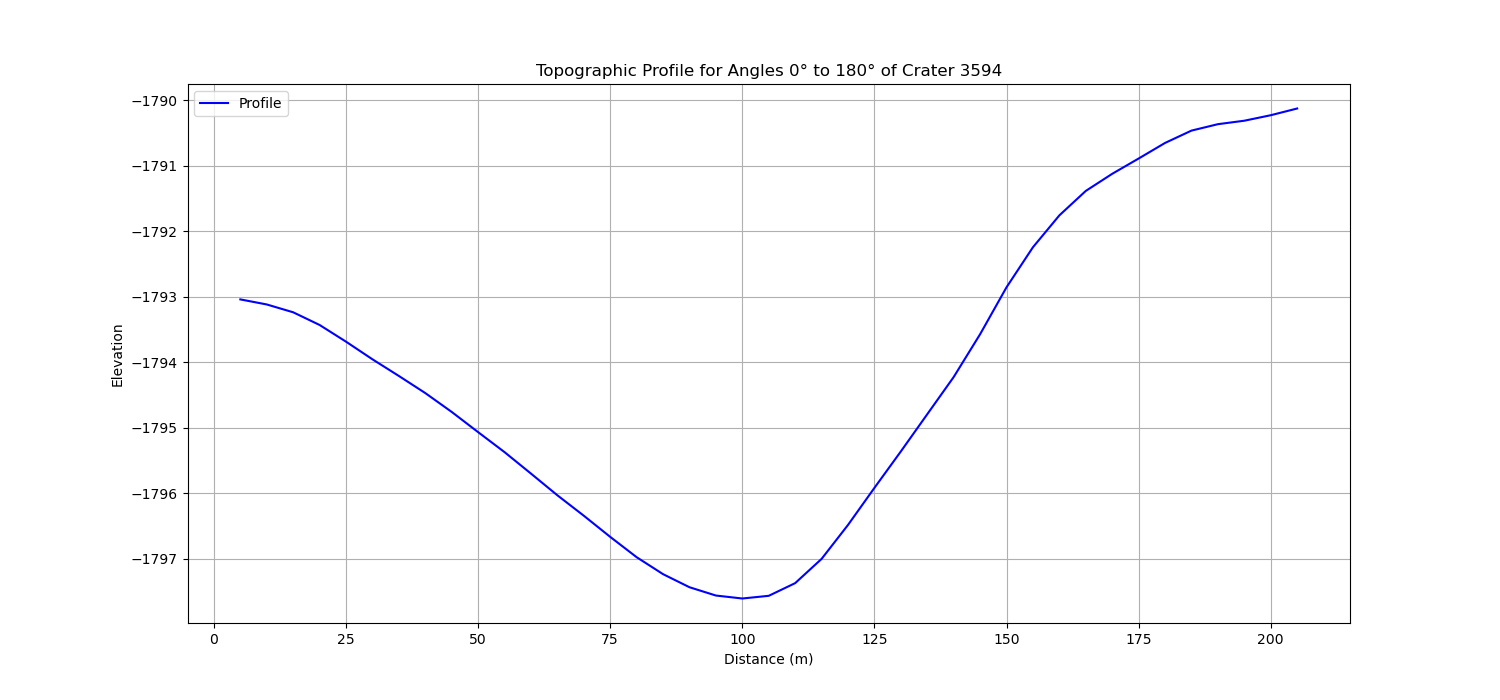 Topographic Profile for Angles 0° to 180° of Crater 3594
Profile
−1790
−1791
−1792
−1793
−1794
−1795
−1796
−1797
Elevation
0 25 50 75 100 125 150 175 200
Distance (m)